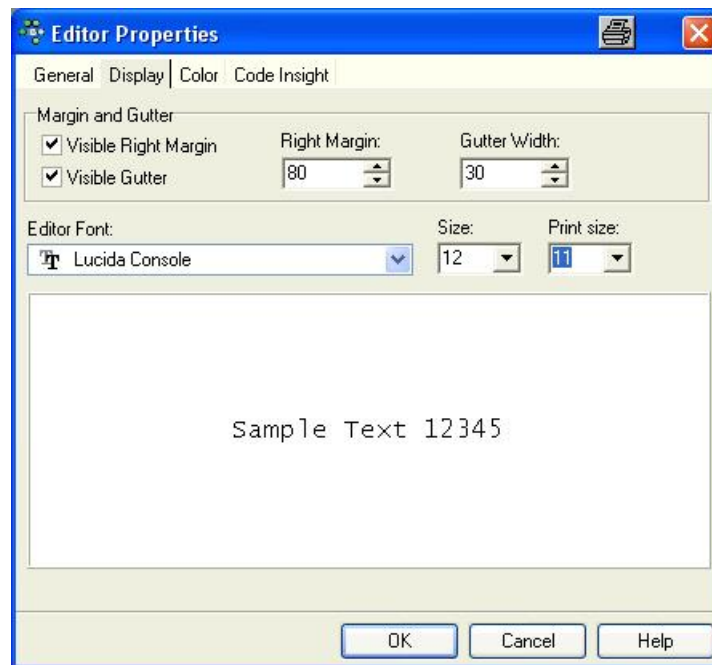 Editor Properties
General Display Color Code Insight
Margin and Gutter
Visible Right Margin
Visible Gutter
Right Margin:
80
Gutter Width:
30
Editor Font:
Lucida Console
Size:
12
Print size:
11
Sample Text 12345
OK Cancel Help